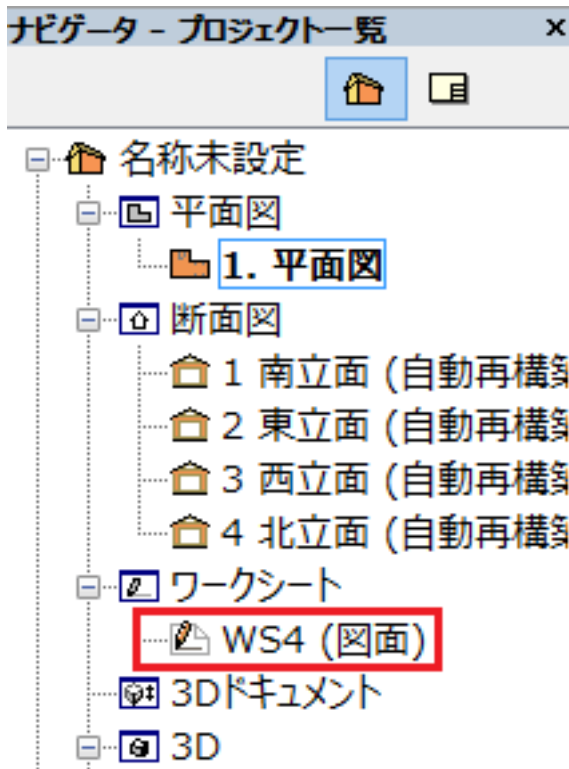 ナビゲータ - プロジェクト一覧
名称未設定
平面図
1. 平面図
断面図
1 南立面 (自動再構
2 東立面 (自動再構
3 西立面 (自動再構
4 北立面 (自動再構
ワークシート
WS4 (図面)
3Dドキュメント
3D